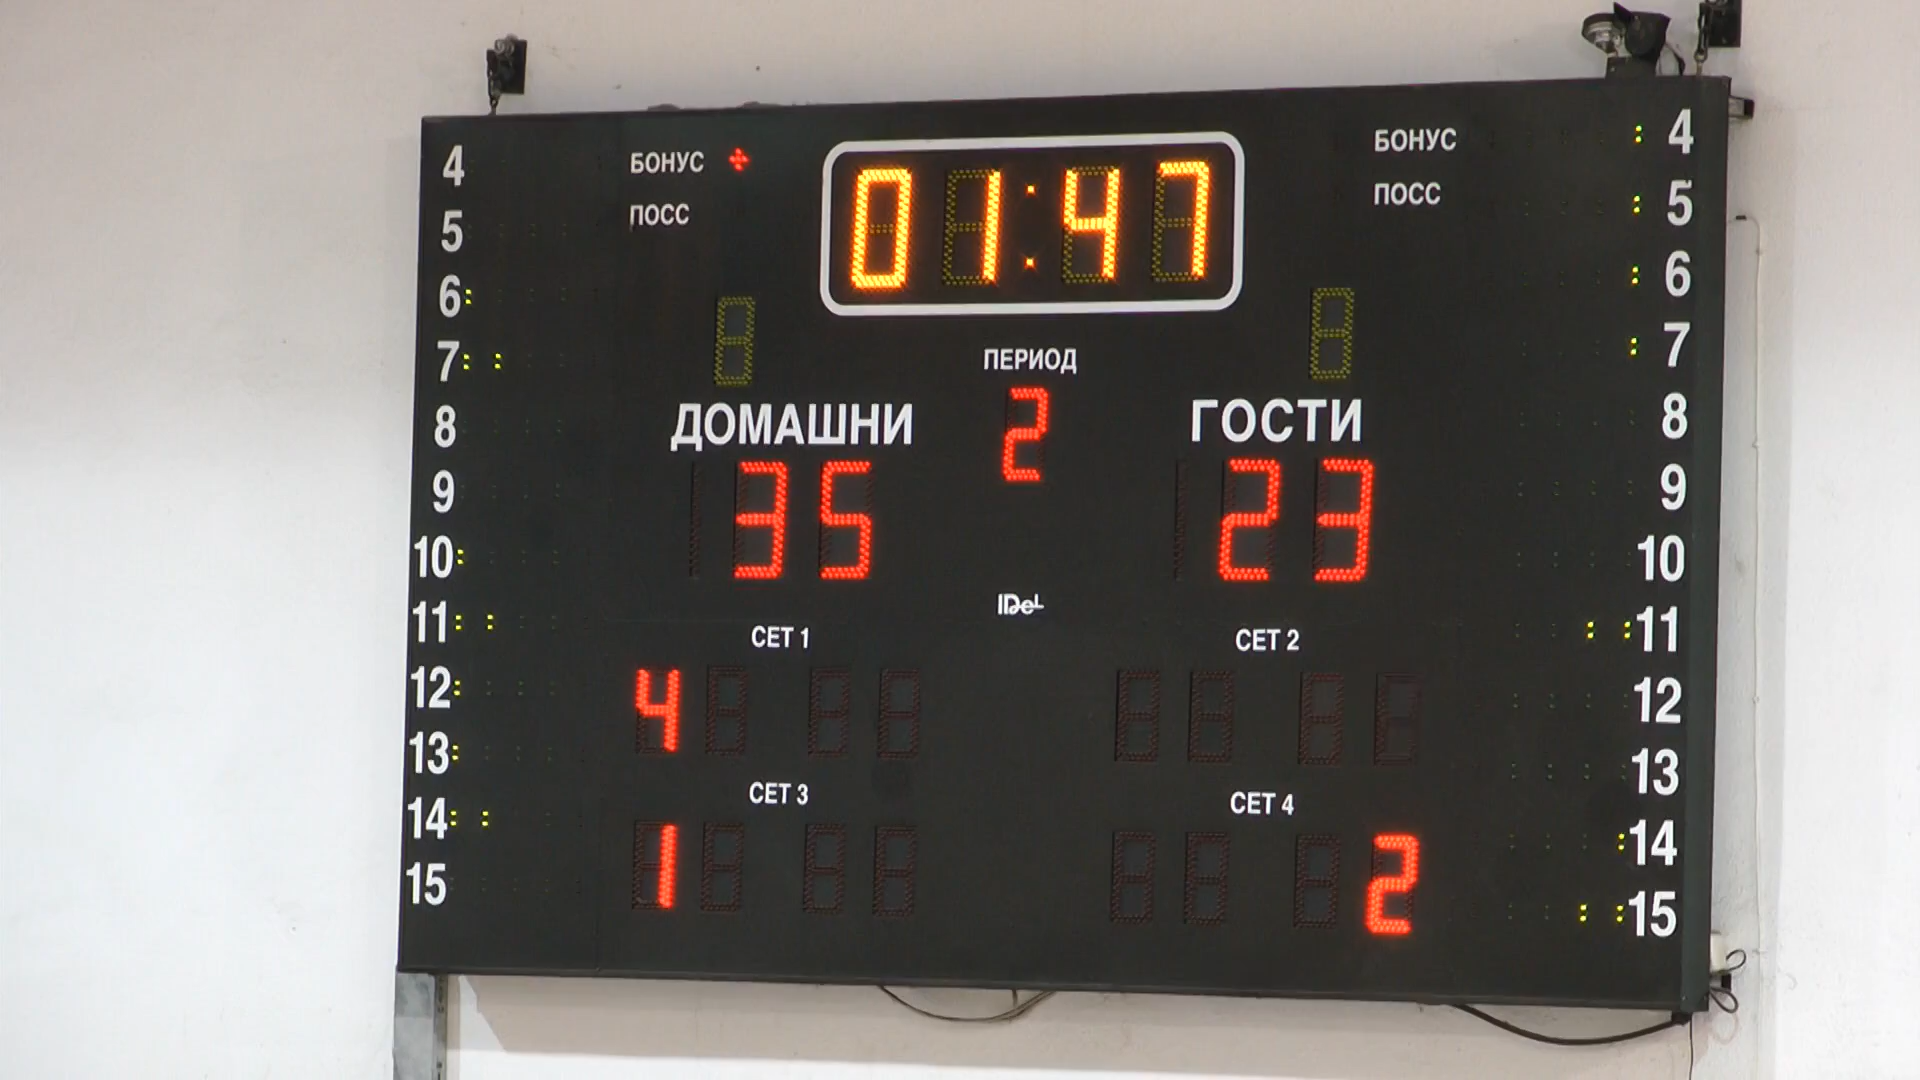 4 БОНУС 01:47 БОНУС 4
5 ПОСС ПОСС 5
6 6
7 ПЕРИОД 7
8 ДОМАШНИ 2 ГОСТИ 8
9 35 23 9
10 10
IDeL
11 СЕТ 1 СЕТ 2 11
12 4 12
13 13
СЕТ 3 СЕТ 4
14 14
15 1 2 15